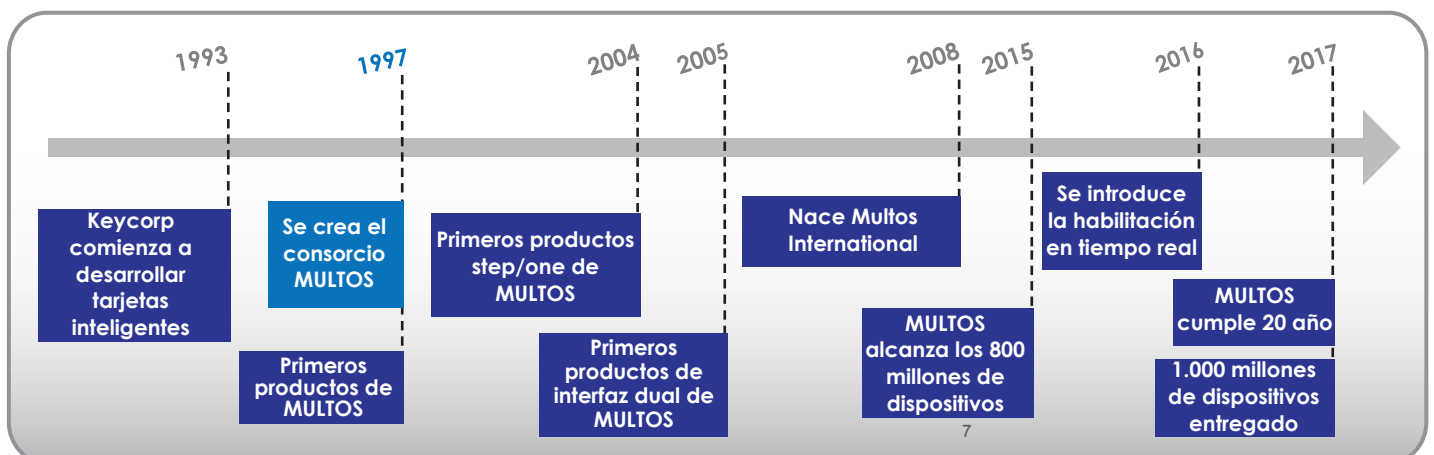 1993
1997
2004
2005
2008
2015
2016
2017
Keycorp
comienza a
desarrollar
tarjetas
inteligentes
Se crea el
consorcio
MULTOS
Primeros
productos de
MULTOS
Primeros productos
step/one de
MULTOS
Primeros
productos de
interfaz dual de
MULTOS
Nace Multos
International
MULTOS
alcanza los 800
millones de
dispositivos
Se introduce
la habilitación
en tiempo real
MULTOS
cumple 20 año
1.000 millones
de dispositivos
entregado
7